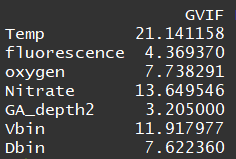 GVIF
Temp 21.141158
fluorescence 4.369370
oxygen 7.738291
Nitrate 13.649546
GA_depth2 3.205000
Vbin 11.917977
Dbin 7.622360